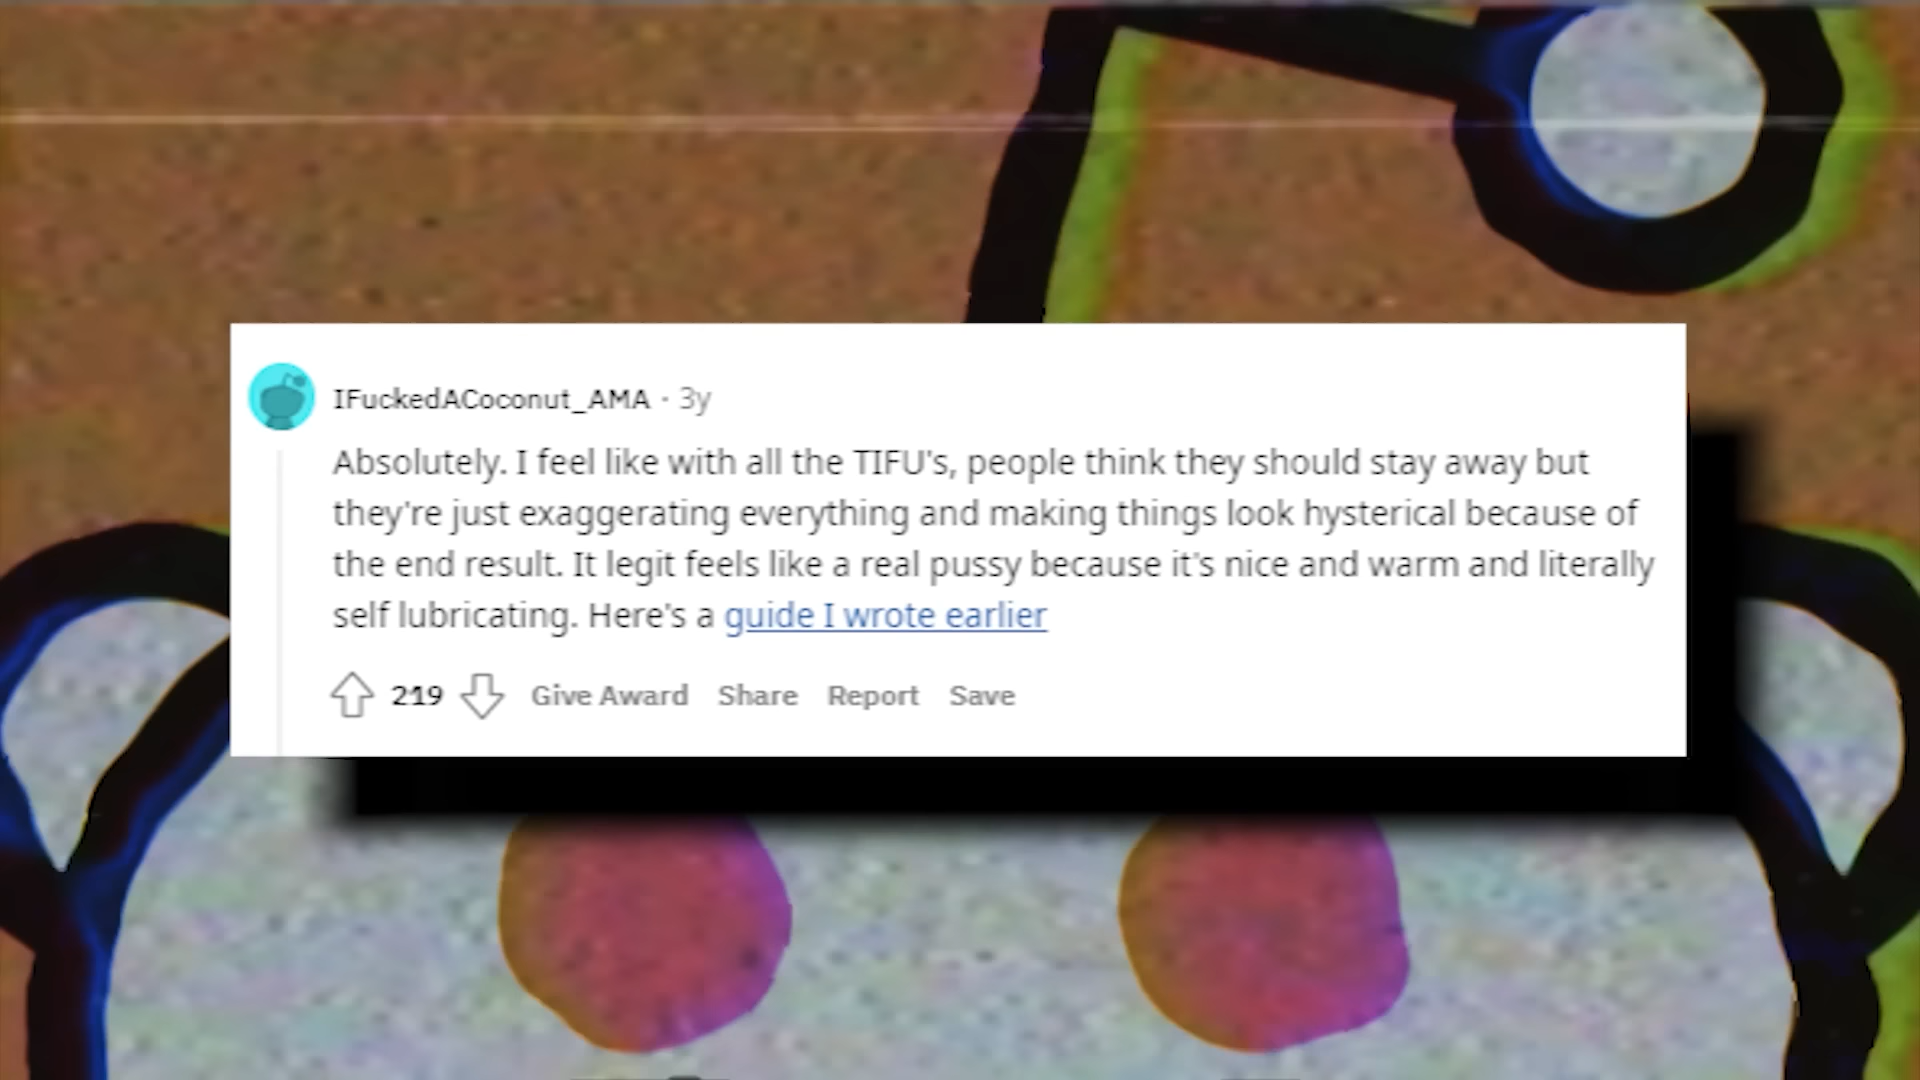 IFuckedACoconut_AMA · 3y
Absolutely. I feel like with all the TIFU's, people think they should stay away but
they're just exaggerating everything and making things look hysterical because of
the end result. It legit feels like a real pussy because it's nice and warm and literally
self lubricating. Here's a guide I wrote earlier
219 Give Award Share Report Save